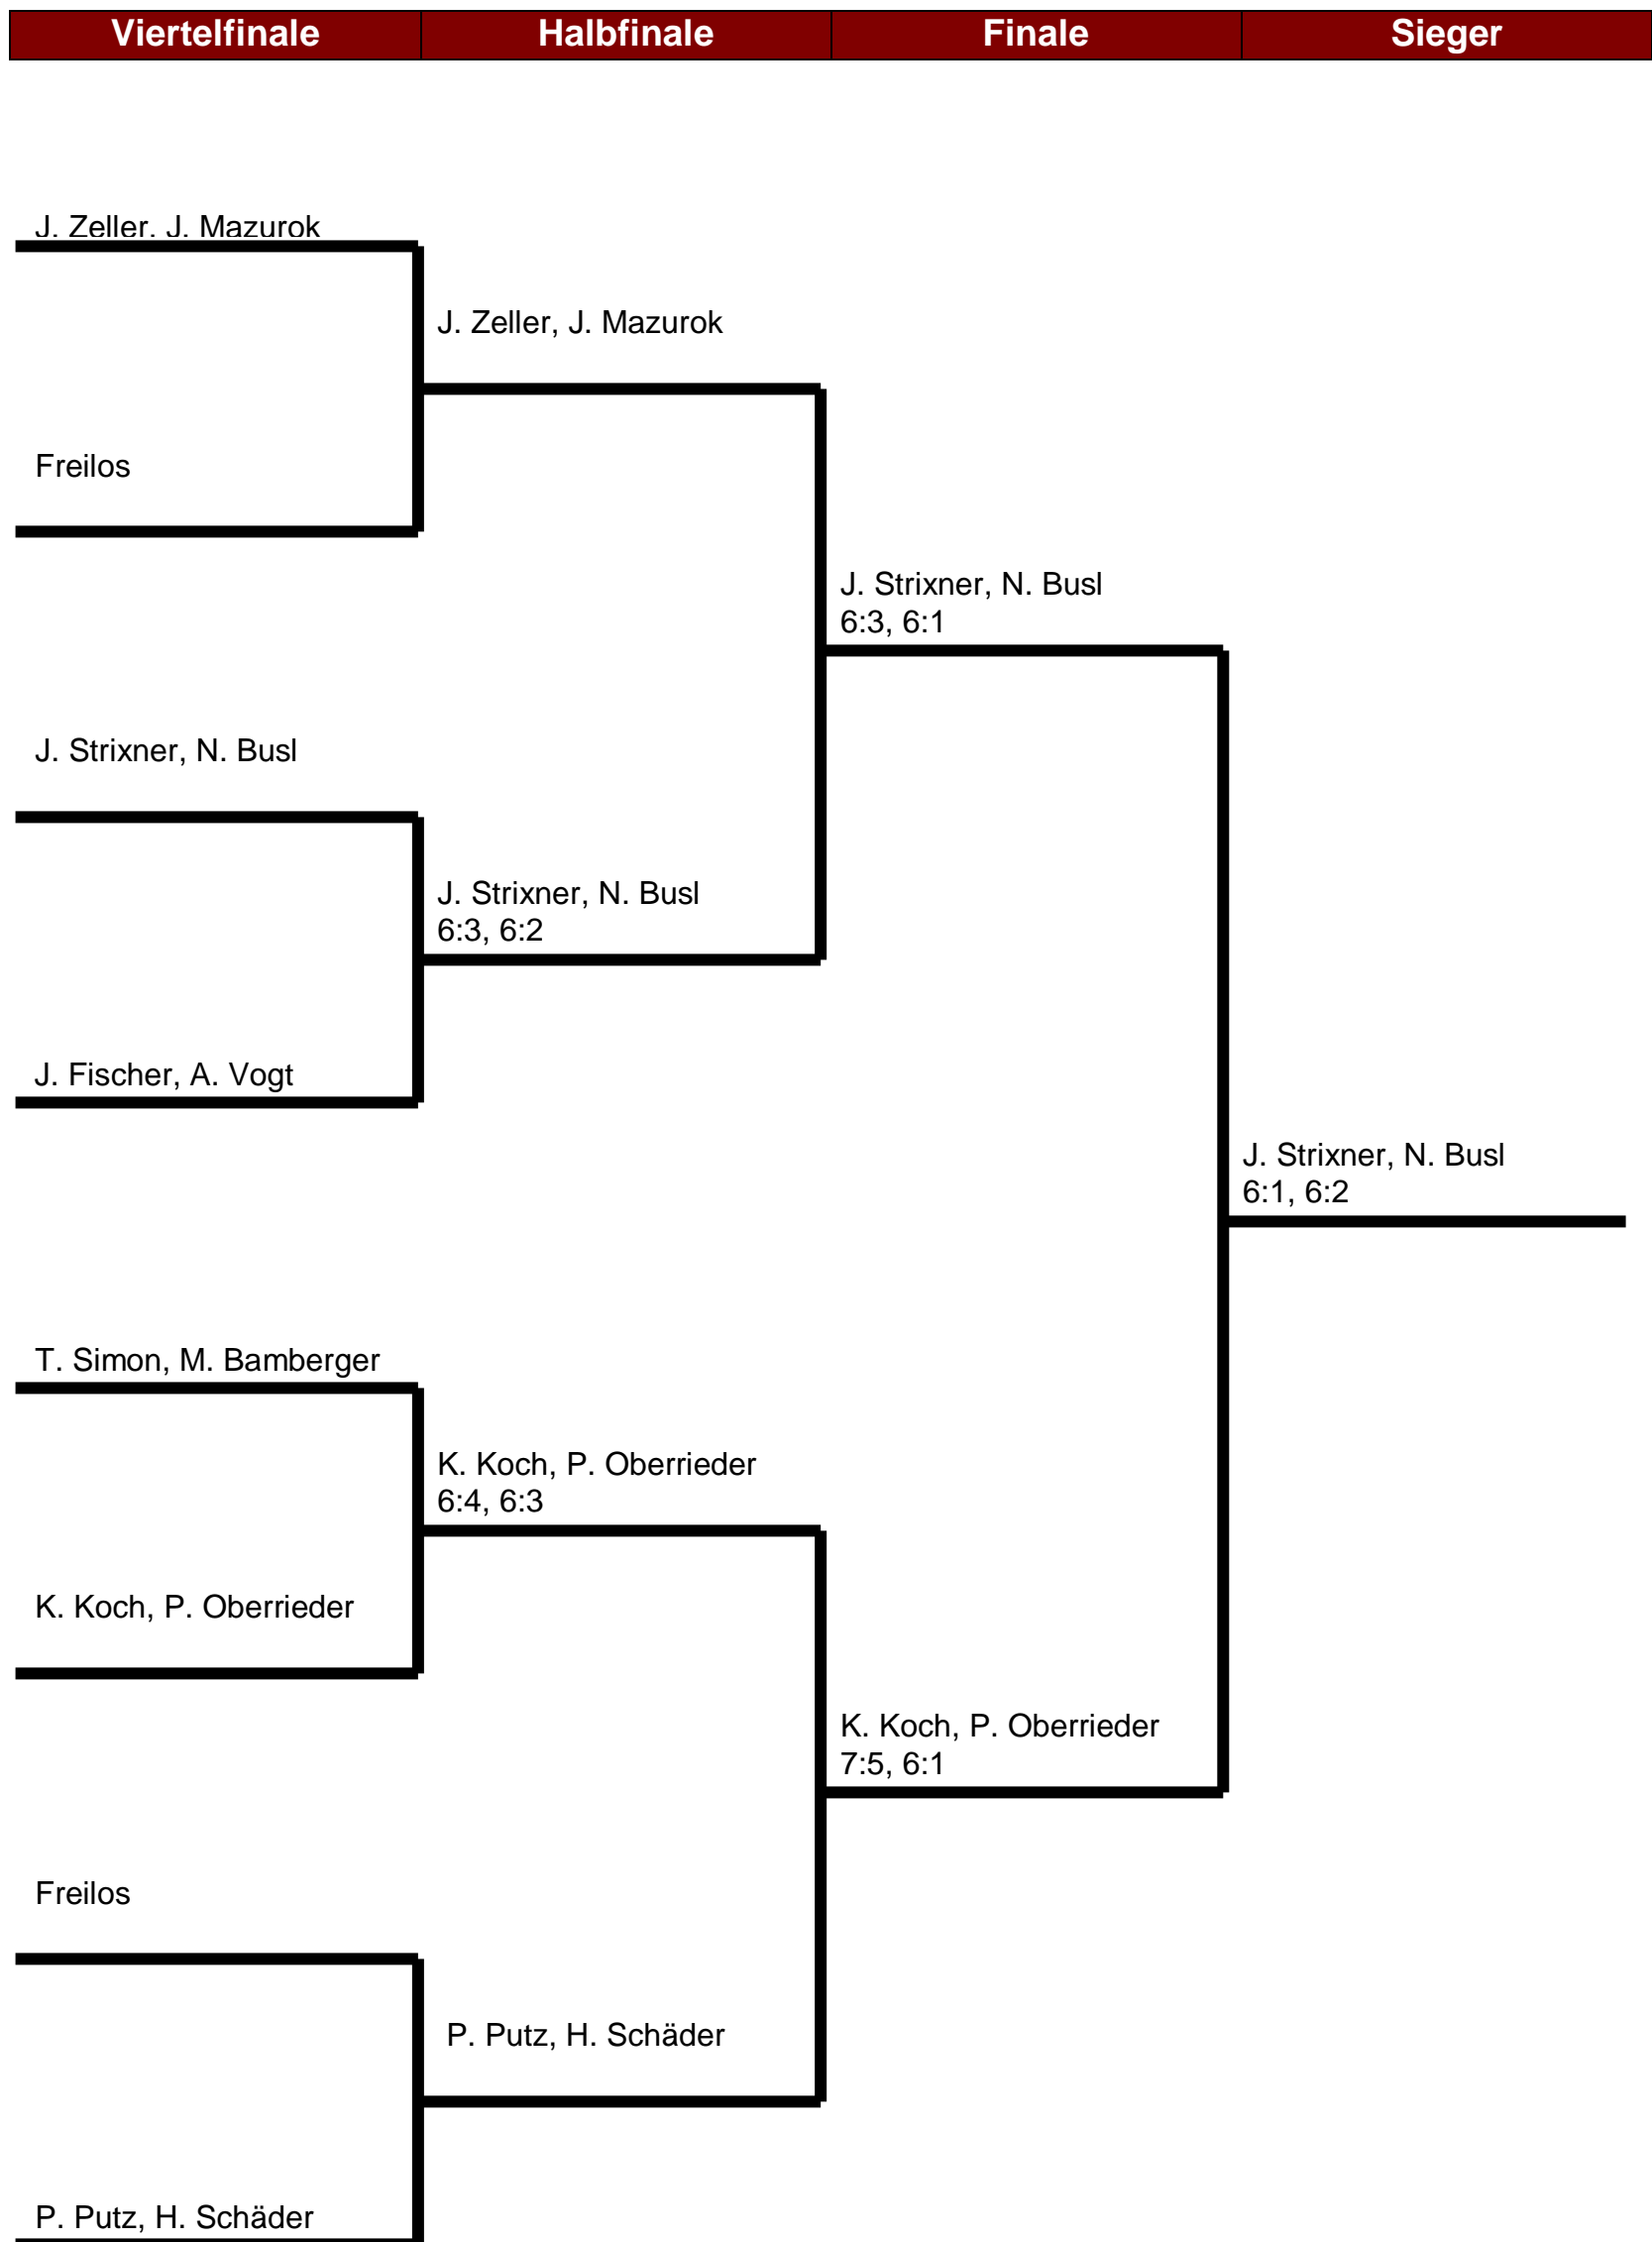 Viertelfinale Halbfinale Finale Sieger
J. Zeller, J. Mazurok
J. Zeller, J. Mazurok
Freilos
J. Strixner, N. Busl
6:3, 6:1
J. Strixner, N. Busl
J. Strixner, N. Busl
6:3, 6:2
J. Fischer, A. Vogt
J. Strixner, N. Busl
6:1, 6:2
T. Simon, M. Bamberger
K. Koch, P. Oberrieder
6:4, 6:3
K. Koch, P. Oberrieder
K. Koch, P. Oberrieder
7:5, 6:1
Freilos
P. Putz, H. Schäder
P. Putz, H. Schäder